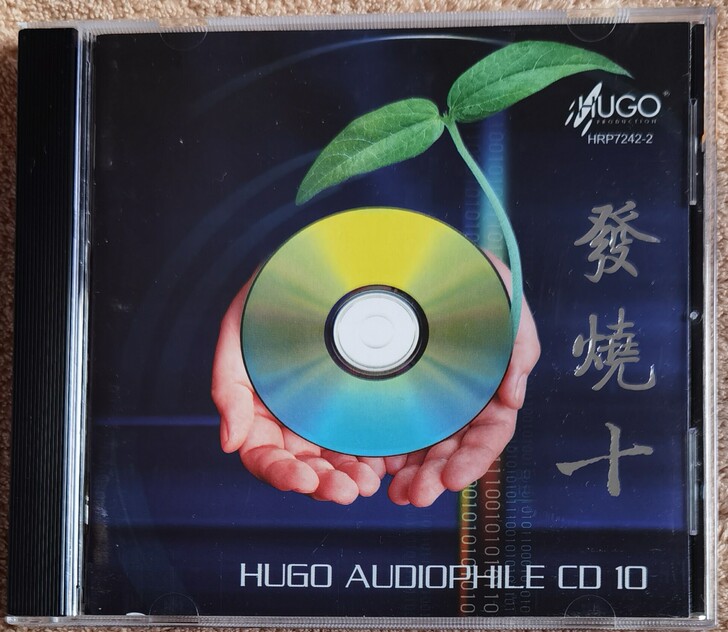 HUGO
PRODUCTION
HRP7242-2
發燒十
HUGO AUDIOPHILE CD 10